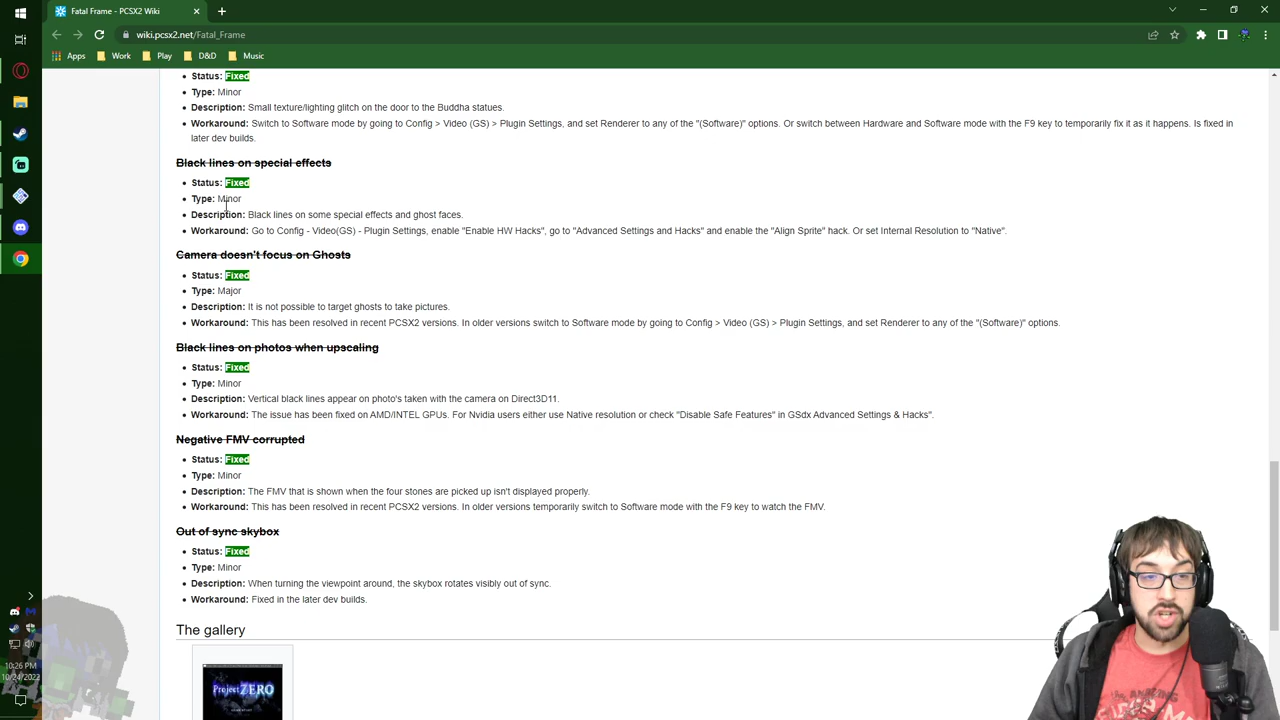 Fatal Frame - PCSX2 Wiki
wiki.pcsx2.net/Fatal_Frame
Apps Work Play D&D Music
Status: Fixed
Type: Minor
Description: Small texture/lighting glitch on the door to the Buddha statues.
Workaround: Switch to Software mode by going to Config > Video (GS) > Plugin Settings, and set Renderer to any of the "(Software)" options. Or switch between Hardware and Software mode with the F9 key to temporarily fix it as it happens. Is fixed in
later dev builds.
Black lines on special effects
Status: Fixed
Type: Minor
Description: Black lines on some special effects and ghost faces.
Workaround: Go to Config - Video(GS) - Plugin Settings, enable "Enable HW Hacks", go to "Advanced Settings and Hacks" and enable the "Align Sprite" hack. Or set Internal Resolution to "Native".
Camera doesn't focus on Ghosts
Status: Fixed
Type: Major
Description: It is not possible to target ghosts to take pictures.
Workaround: This has been resolved in recent PCSX2 versions. In older versions switch to Software mode by going to Config > Video (GS) > Plugin Settings, and set Renderer to any of the "(Software)" options.
Black lines on photos when upscaling
Status: Fixed
Type: Minor
Description: Vertical black lines appear on photo's taken with the camera on Direct3D11.
Workaround: The issue has been fixed on AMD/INTEL GPUs. For Nvidia users either use Native resolution or check "Disable Safe Features" in GSdx Advanced Settings & Hacks".
Negative FMV corrupted
Status: Fixed
Type: Minor
Description: The FMV that is shown when the four stones are picked up isn't displayed properly.
Workaround: This has been resolved in recent PCSX2 versions. In older versions temporarily switch to Software mode with the F9 key to watch the FMV.
Out of sync skybox
Status: Fixed
Type: Minor
Description: When turning the viewpoint around, the skybox rotates visibly out of sync.
Workaround: Fixed in the later dev builds.
The gallery
Project ZERO
10:26 PM
10/24/2022
AMAZING